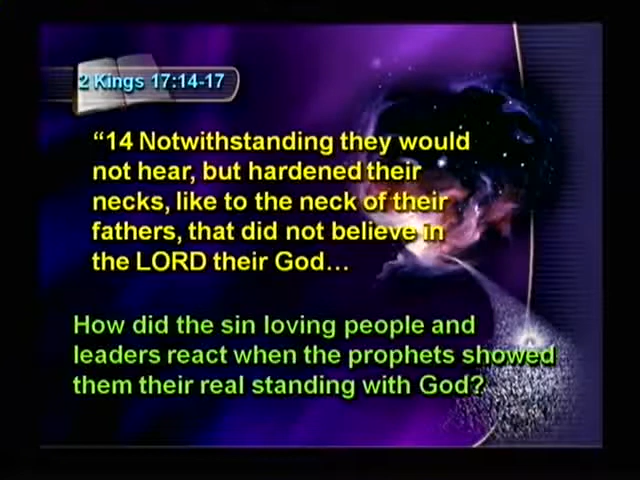 2 Kings 17:14-17
“14 Notwithstanding they would
not hear, but hardened their
necks, like to the neck of their
fathers, that did not believe in
the LORD their God…
How did the sin loving people and
leaders react when the prophets showed
them their real standing with God?